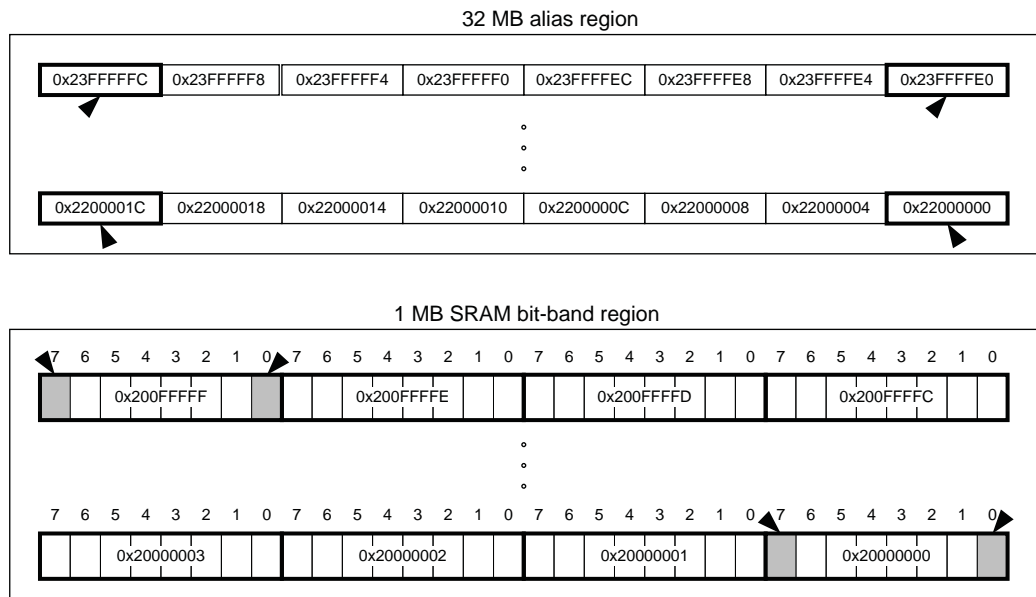 32 MB alias region
0x23FFFFFC 0x23FFFFF8 0x23FFFFF4 0x23FFFFF0 0x23FFFFEC 0x23FFFFE8 0x23FFFFE4 0x23FFFFE0
0x2200001C 0x22000018 0x22000014 0x22000010 0x2200000C 0x22000008 0x22000004 0x22000000
1 MB SRAM bit-band region
7 6 5 4 3 2 1 0 7 6 5 4 3 2 1 0 7 6 5 4 3 2 1 0 7 6 5 4 3 2 1 0
0x200FFFFF 0x200FFFFE 0x200FFFFD 0x200FFFFC
7 6 5 4 3 2 1 0 7 6 5 4 3 2 1 0 7 6 5 4 3 2 1 0 7 6 5 4 3 2 1 0
0x20000003 0x20000002 0x20000001 0x20000000